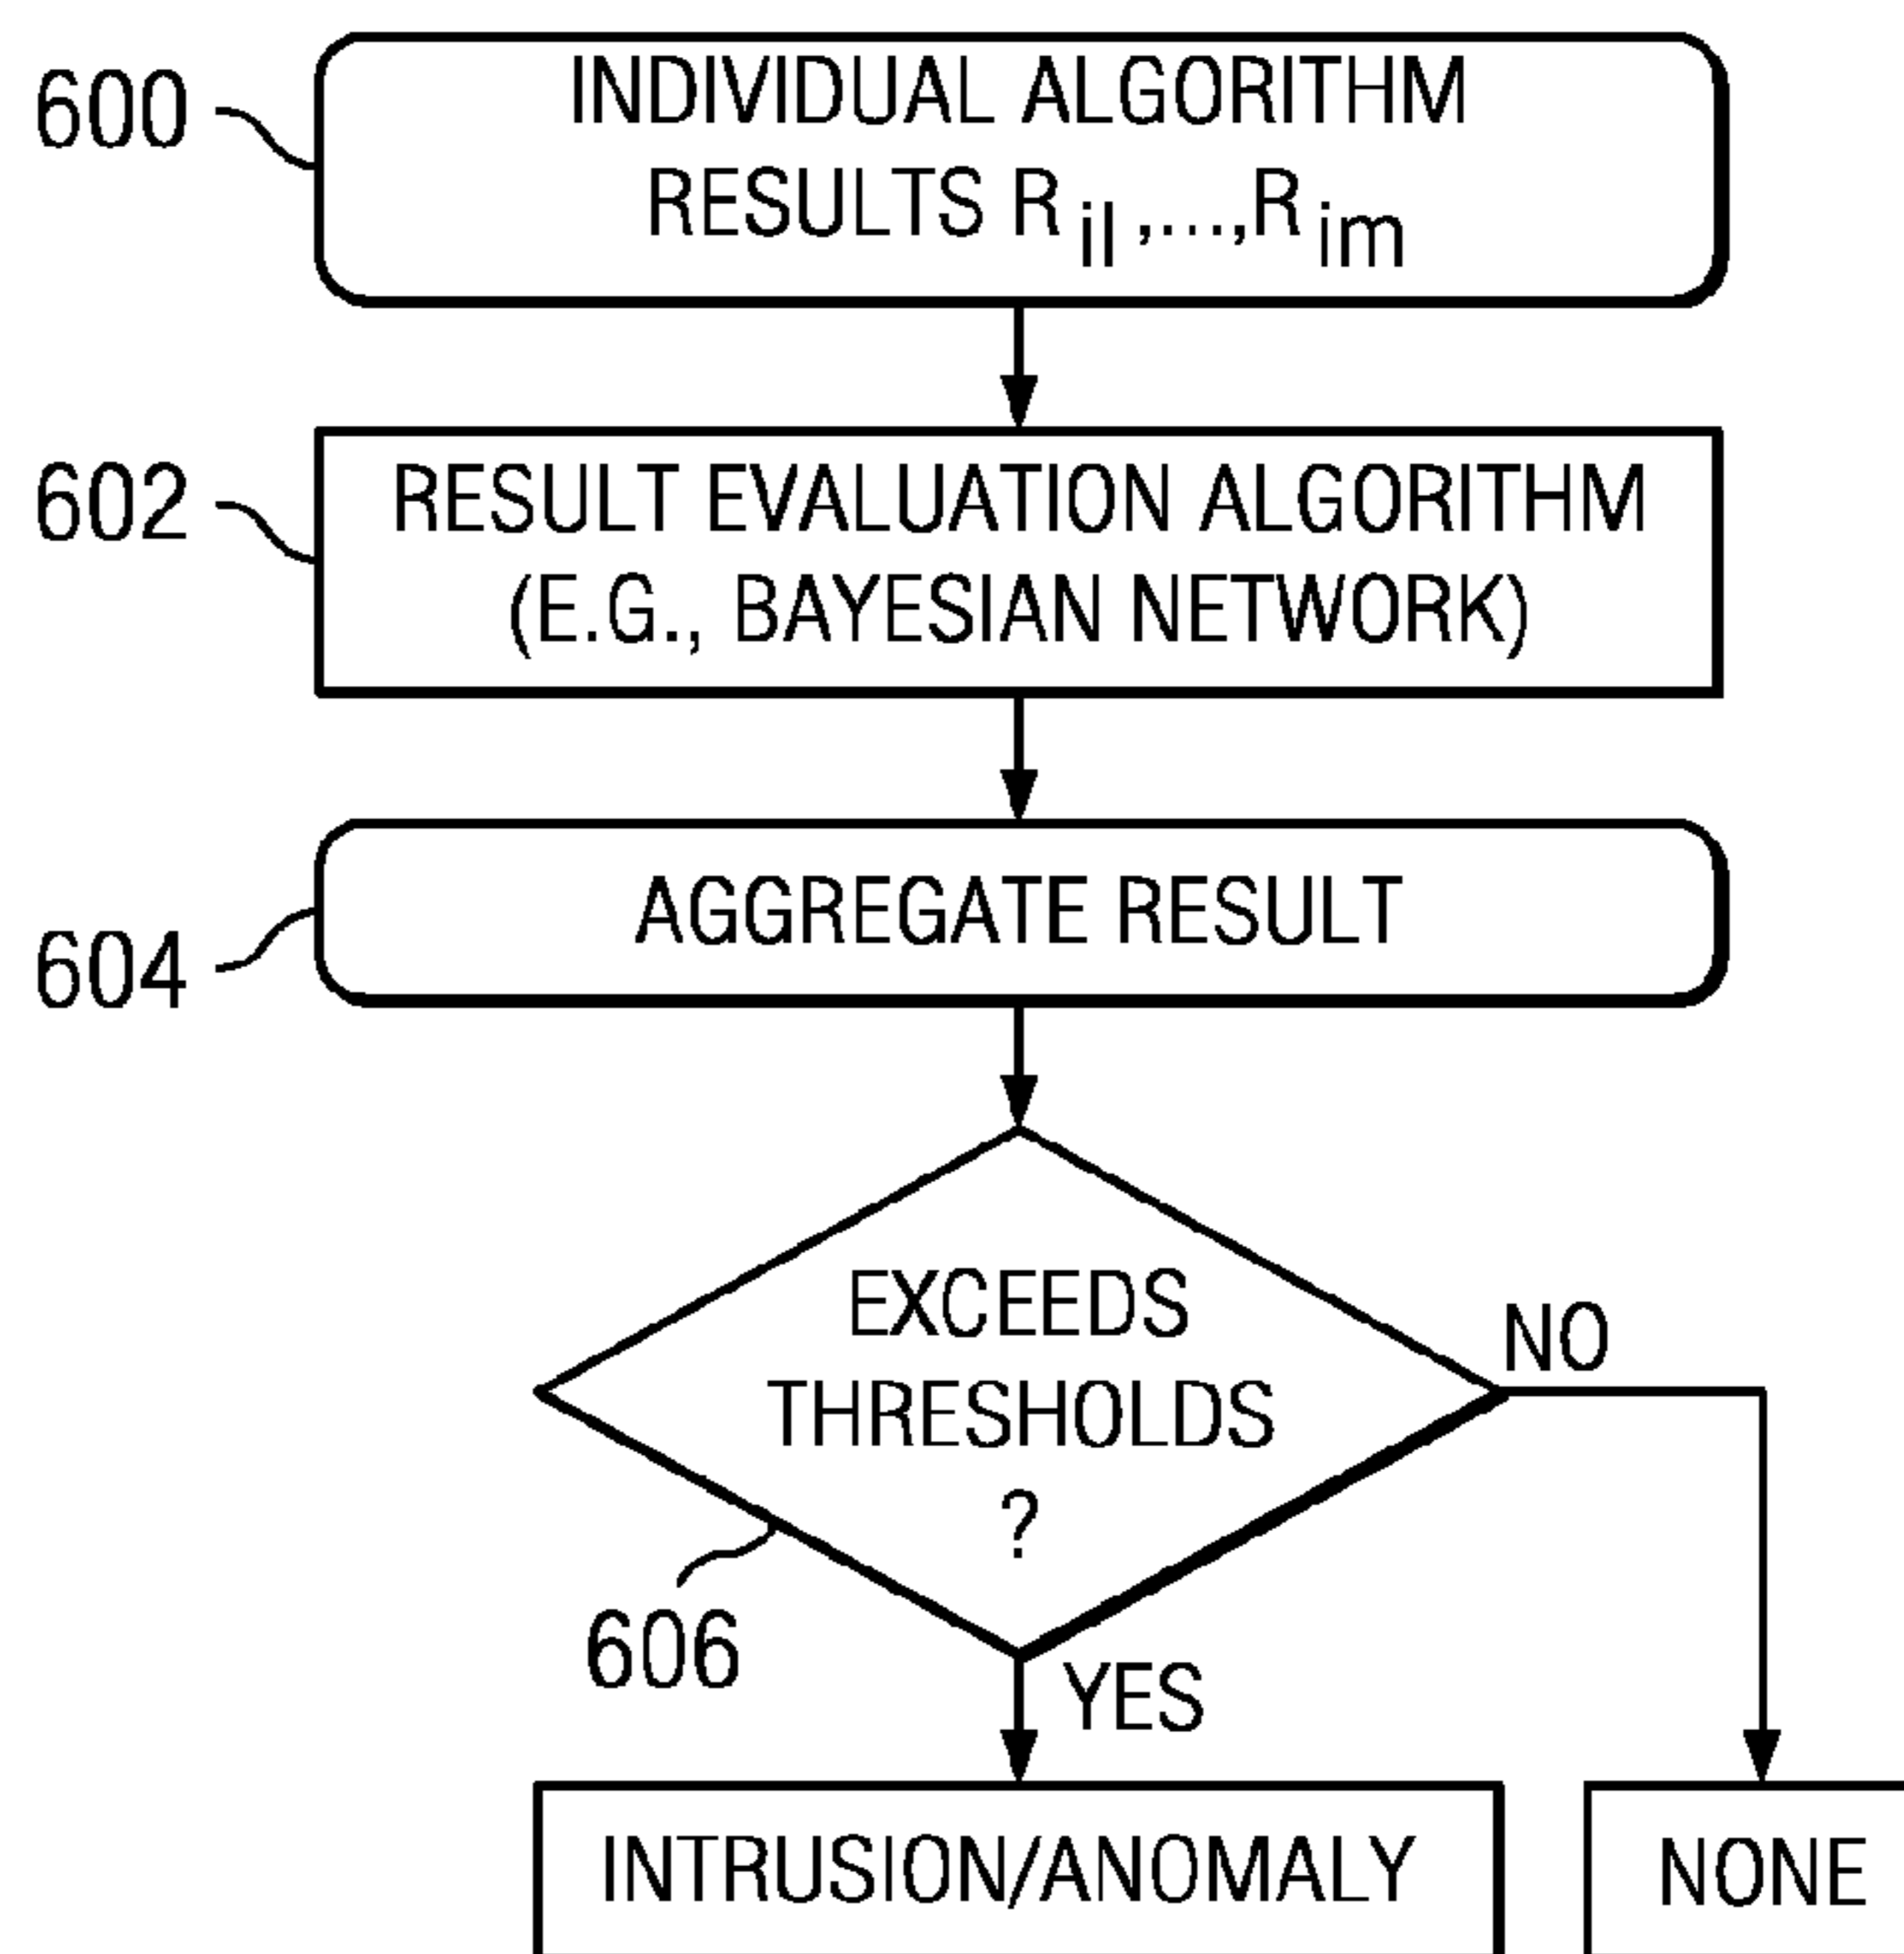 600
INDIVIDUAL ALGORITHM
RESULTS R il ,...,R im
602
RESULT EVALUATION ALGORITHM
(E.G., BAYESIAN NETWORK)
604
AGGREGATE RESULT
EXCEEDS
THRESHOLDS
?
NO
606
YES
INTRUSION/ANOMALY
NONE